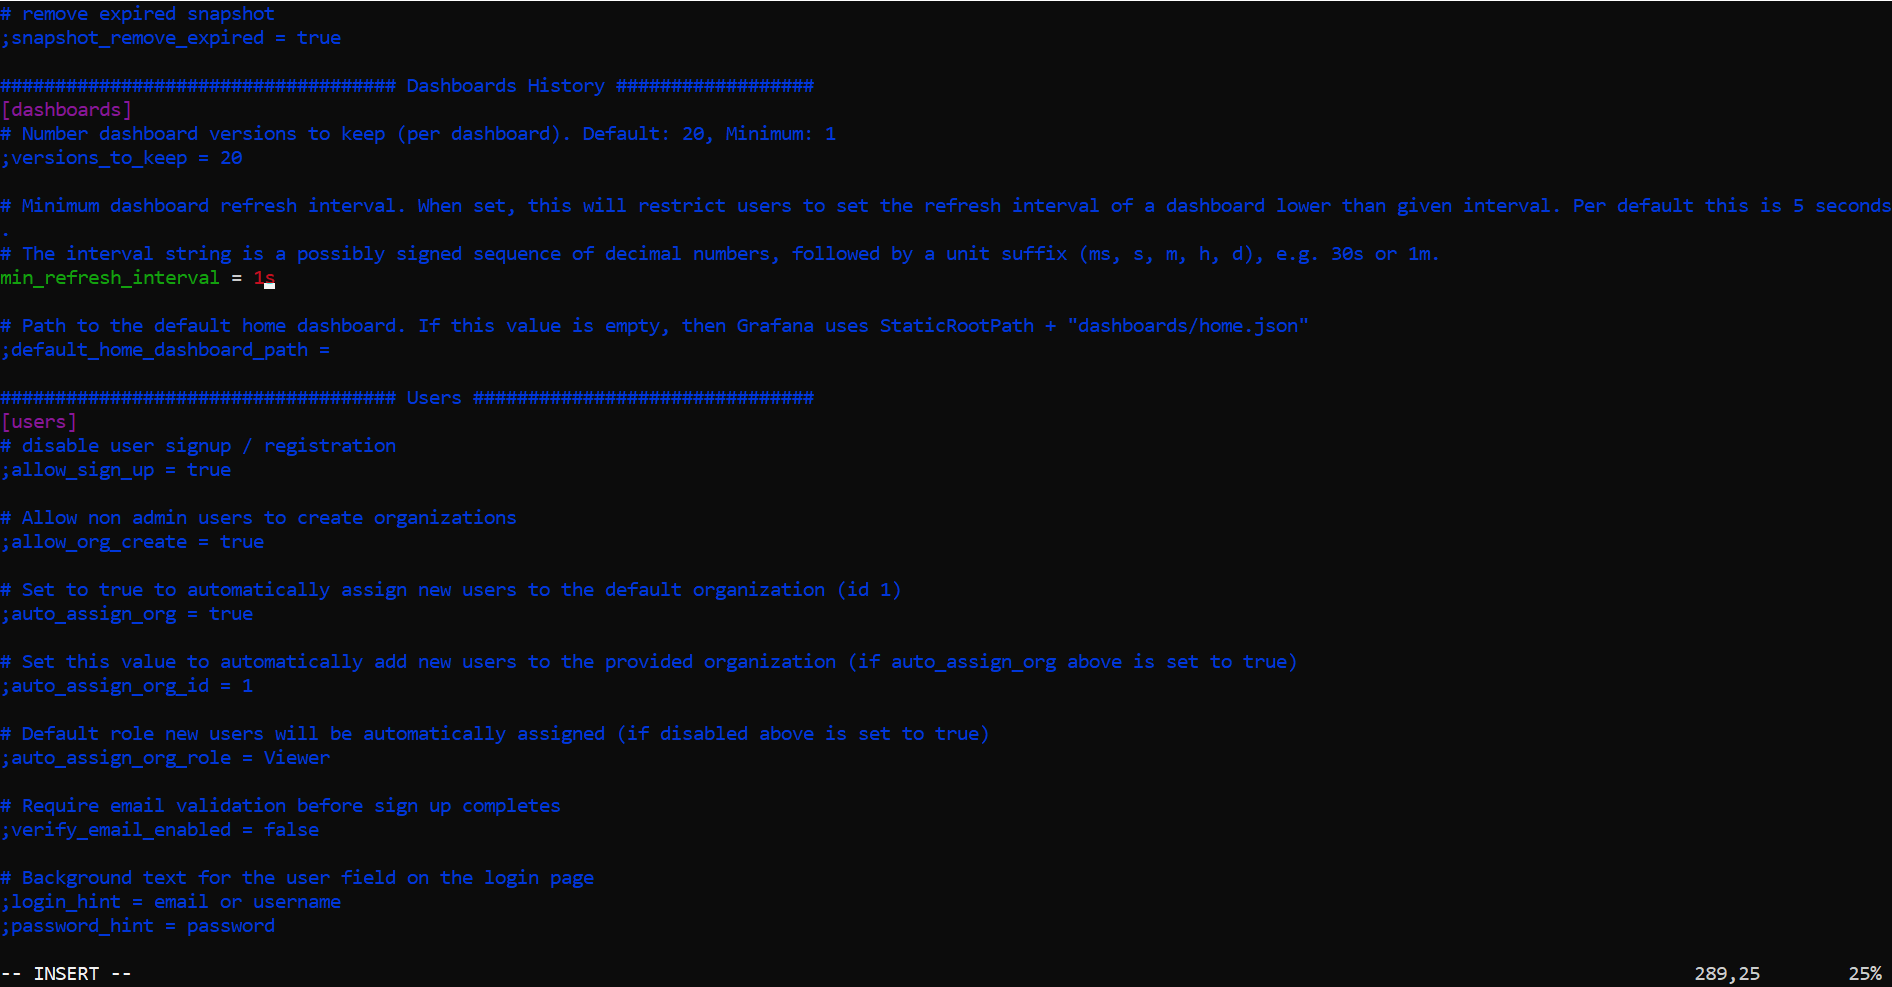 # remove expired snapshot
;snapshot_remove_expired = true
#################################### Dashboards History ##################
[dashboards]
# Number dashboard versions to keep (per dashboard). Default: 20, Minimum: 1
;versions_to_keep = 20
# Minimum dashboard refresh interval. When set, this will restrict users to set the refresh interval of a dashboard lower than given interval. Per default this is 5 seconds
.
# The interval string is a possibly signed sequence of decimal numbers, followed by a unit suffix (ms, s, m, h, d), e.g. 30s or 1m.
min_refresh_interval = 1s
# Path to the default home dashboard. If this value is empty, then Grafana uses StaticRootPath + "dashboards/home.json"
;default_home_dashboard_path =
#################################### Users ###############################
[users]
# disable user signup / registration
;allow_sign_up = true
# Allow non admin users to create organizations
;allow_org_create = true
# Set to true to automatically assign new users to the default organization (id 1)
;auto_assign_org = true
# Set this value to automatically add new users to the provided organization (if auto_assign_org above is set to true)
;auto_assign_org_id = 1
# Default role new users will be automatically assigned (if disabled above is set to true)
;auto_assign_org_role = Viewer
# Require email validation before sign up completes
;verify_email_enabled = false
# Background text for the user field on the login page
;login_hint = email or username
;password_hint = password
-- INSERT -- 289,25 25%